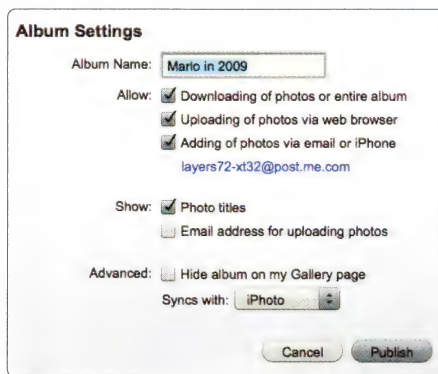 Album Settings
Album Name: Marlo in 2009
Allow: Downloading of photos or entire album
Uploading of photos via web browser
Adding of photos via email or iPhone
layers72-xt32@post.me.com
Show: Photo titles
Email address for uploading photos
Advanced: Hide album on my Gallery page
Syncs with: iPhoto
Cancel Publish